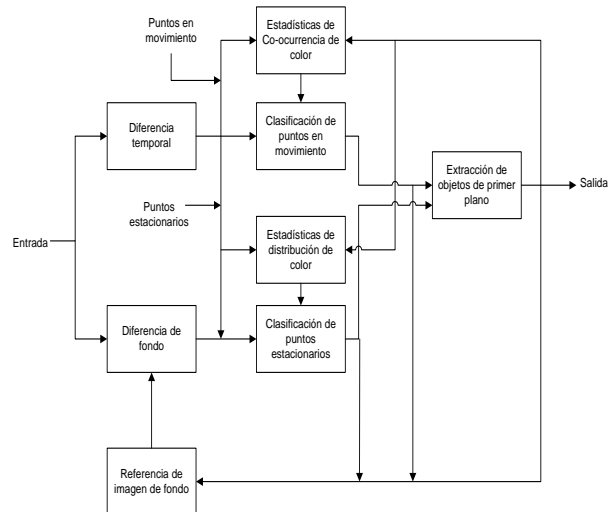 Puntos en
movimiento
Estadísticas de
Co-ocurrencia de
color
Diferencia
temporal
Clasificación de
puntos en
movimiento
Extracción de
objetos de primer
plano
Salida
Puntos
estacionarios
Entrada
Estadísticas de
distribución de
color
Diferencia de
fondo
Clasificación de
puntos
estacionarios
Referencia de
imagen de fondo